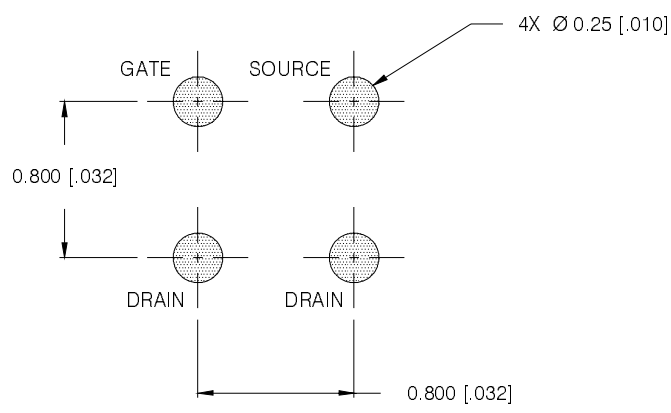 4X Ø 0.25 [.010]
GATE SOURCE
0.800 [.032]
DRAIN DRAIN
0.800 [.032]